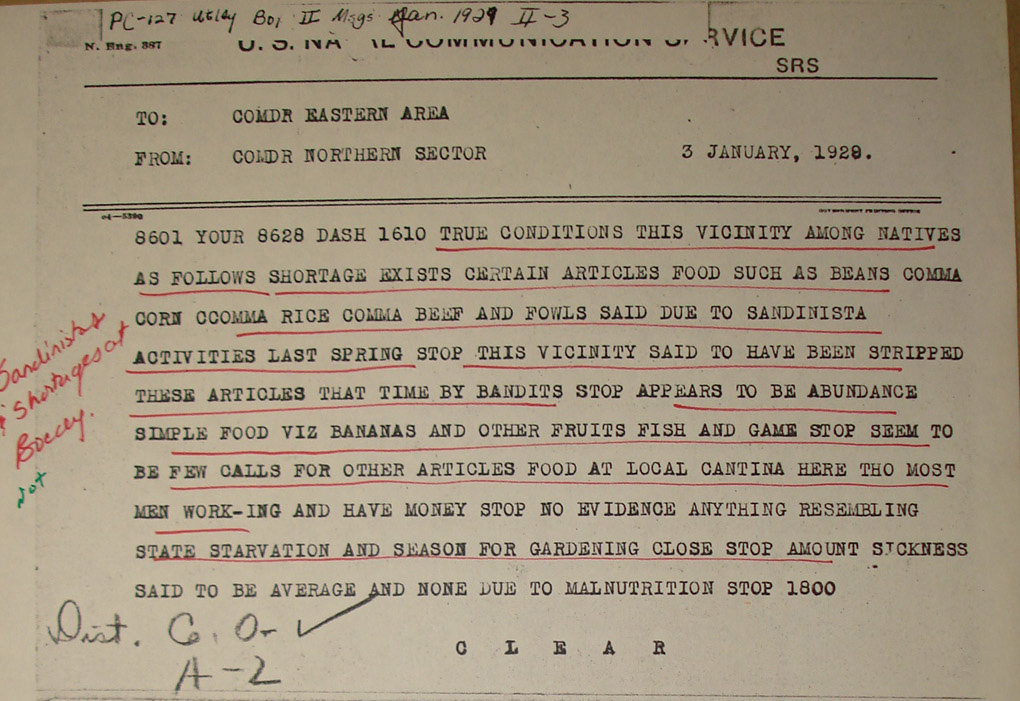 PC-127 Utley Box II Msgs Jan. 1929 II-3
N. Eng. 387
U. S. NA AL COMMUNICATION S RVICE
SRS
TO: COMDR EASTERN AREA
FROM: COMDR NORTHERN SECTOR 3 JANUARY, 1929.
8601 YOUR 8628 DASH 1610 TRUE CONDITIONS THIS VICINITY AMONG NATIVES
AS FOLLOWS SHORTAGE EXISTS CERTAIN ARTICLES FOOD SUCH AS BEANS COMMA
CORN CCOMMA RICE COMMA BEEF AND FOWLS SAID DUE TO SANDINISTA
ACTIVITIES LAST SPRING STOP THIS VICINITY SAID TO HAVE BEEN STRIPPED
THESE ARTICLES THAT TIME BY BANDITS STOP APPEARS TO BE ABUNDANCE
SIMPLE FOOD VIZ BANANAS AND OTHER FRUITS FISH AND GAME STOP SEEM TO
BE FEW CALLS FOR OTHER ARTICLES FOOD AT LOCAL CANTINA HERE THO MOST
MEN WORK-ING AND HAVE MONEY STOP NO EVIDENCE ANYTHING RESEMBLING
STATE STARVATION AND SEASON FOR GARDENING CLOSE STOP AMOUNT SICKNESS
SAID TO BE AVERAGE AND NONE DUE TO MALNUTRITION STOP 1800
C L E A R
Sandinistas
& Shortages at
Bocay.
Not
Dist. C. O-
A-2